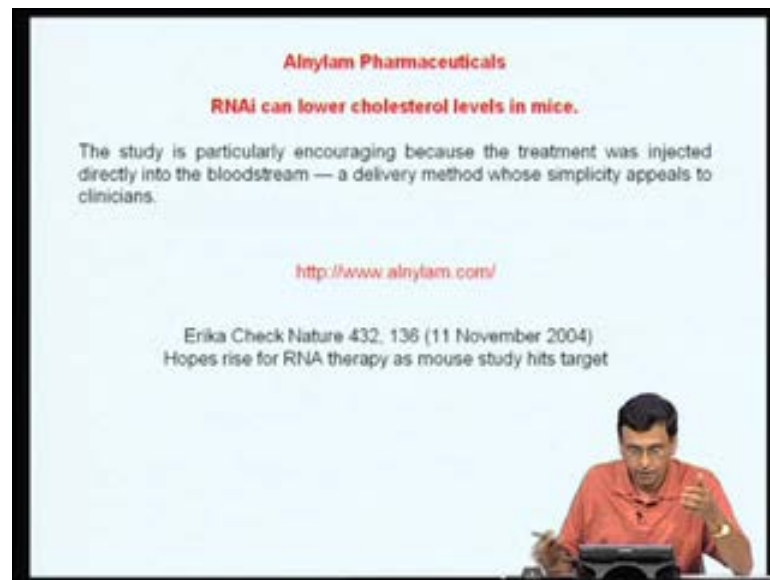 Alnylam Pharmaceuticals
RNAi can lower cholesterol levels in mice.
The study is particularly encouraging because the treatment was injected
directly into the bloodstream — a delivery method whose simplicity appeals to
clinicians.
http://www.alnylam.com/
Erika Check Nature 432, 136 (11 November 2004)
Hopes rise for RNA therapy as mouse study hits target